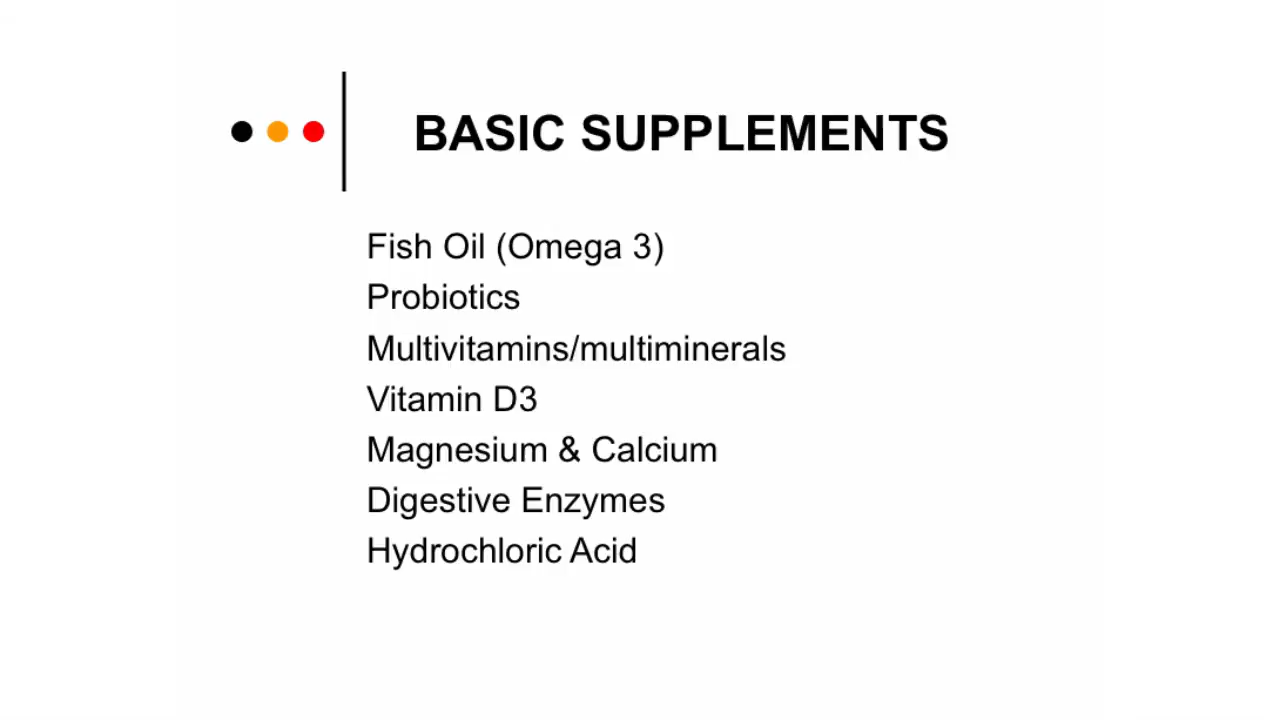 BASIC SUPPLEMENTS
Fish Oil (Omega 3)
Probiotics
Multivitamins/multiminerals
Vitamin D3
Magnesium & Calcium
Digestive Enzymes
Hydrochloric Acid